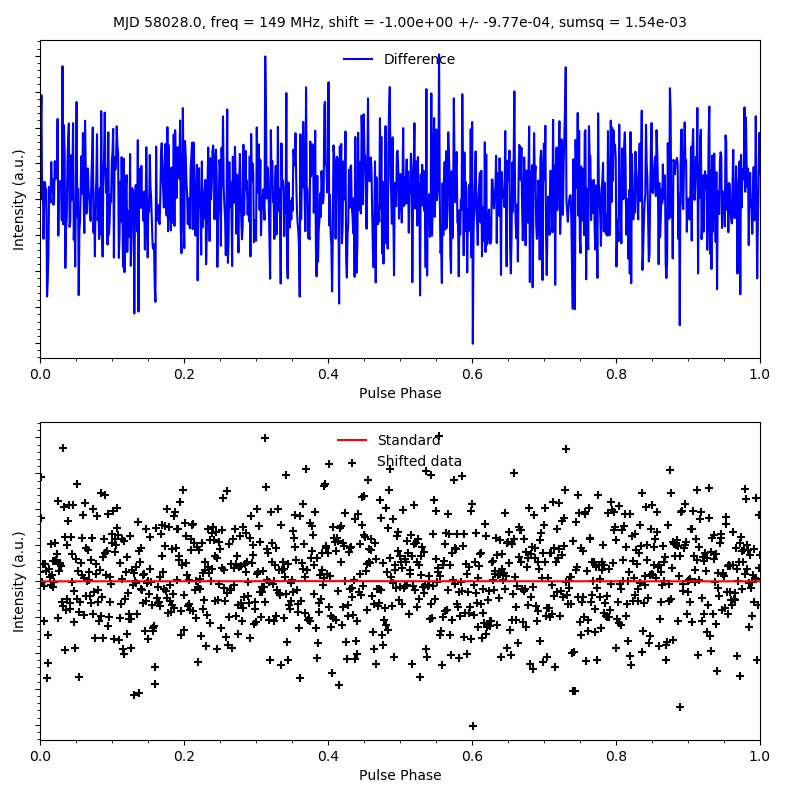 MJD 58028.0, freq = 149 MHz, shift = -1.00e+00 +/- -9.77e-04, sumsq = 1.54e-03
Difference
Intensity (a.u.)
0.0 0.2 0.4 0.6 0.8 1.0
Pulse Phase
Standard
Shifted data
Intensity (a.u.)
0.0 0.2 0.4 0.6 0.8 1.0
Pulse Phase